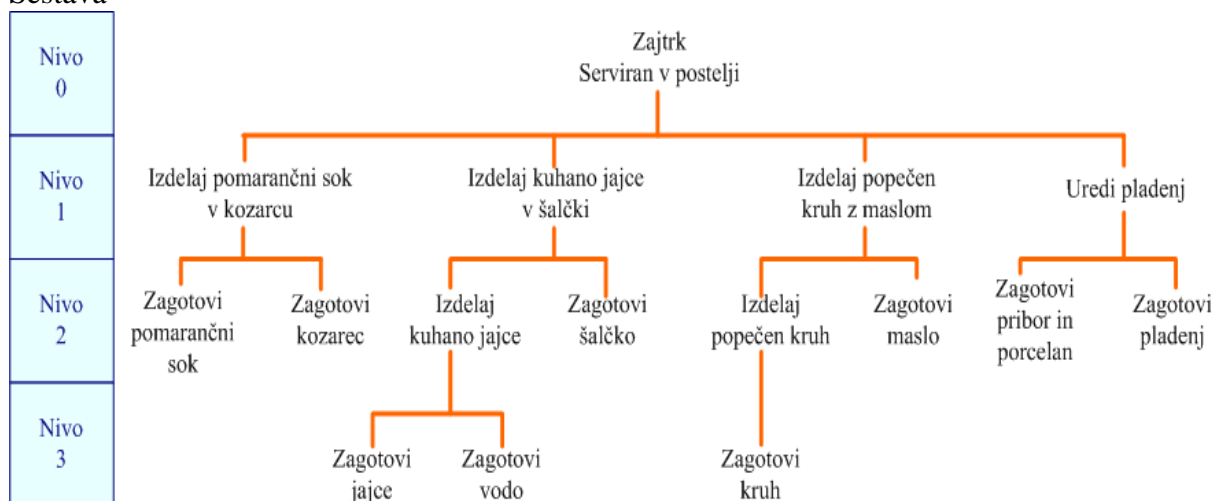 Sestava
Nivo
0
Zajtrk
Serviran v postelji
Nivo
1
Izdelaj pomarančni sok
v kozarcu
Izdelaj kuhano jajce
v šalčki
Izdelaj popečen
kruh z maslom
Uredi pladenj
Nivo
2
Zagotovi
pomarančni
sok
Zagotovi
kozarec
Izdelaj
kuhano jajce
Zagotovi
šalčko
Izdelaj
popečen kruh
Zagotovi
maslo
Zagotovi
pribor in
porcelan
Zagotovi
pladenj
Nivo
3
Zagotovi
jajce
Zagotovi
vodo
Zagotovi
kruh